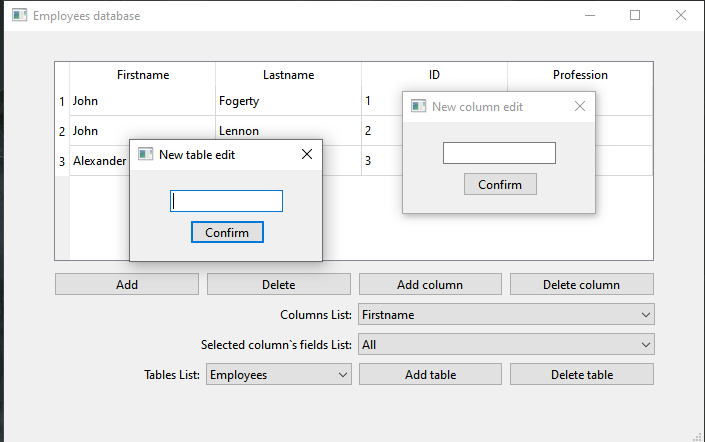 Employees database
Firstname Lastname ID Profession
1 John Fogerty 1
2 John Lennon 2
3 Alexander 3
New column edit
Confirm
New table edit
Confirm
Add Delete Add column Delete column
Columns List: Firstname
Selected column`s fields List: All
Tables List: Employees Add table Delete table